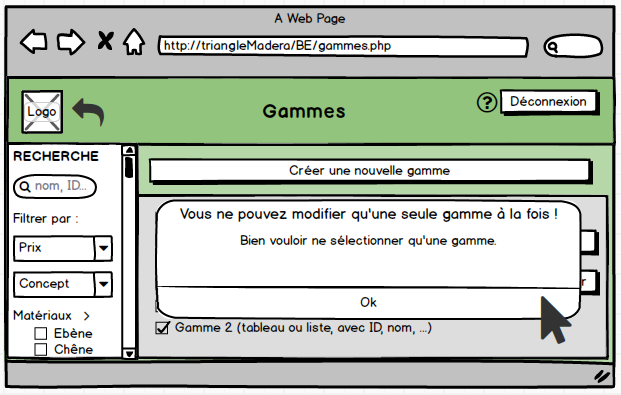 A Web Page
http://triangleMadera/BE/gammes.php
Logo
Gammes
?
Déconnexion
RECHERCHE
nom, ID...
Filtrer par :
Prix
Concept
Matériaux >
Ebène
Chêne
Créer une nouvelle gamme
Vous ne pouvez modifier qu'une seule gamme à la fois !
Bien vouloir ne sélectionner qu'une gamme.
Ok
r
Gamme 2 (tableau ou liste, avec ID, nom, ...)